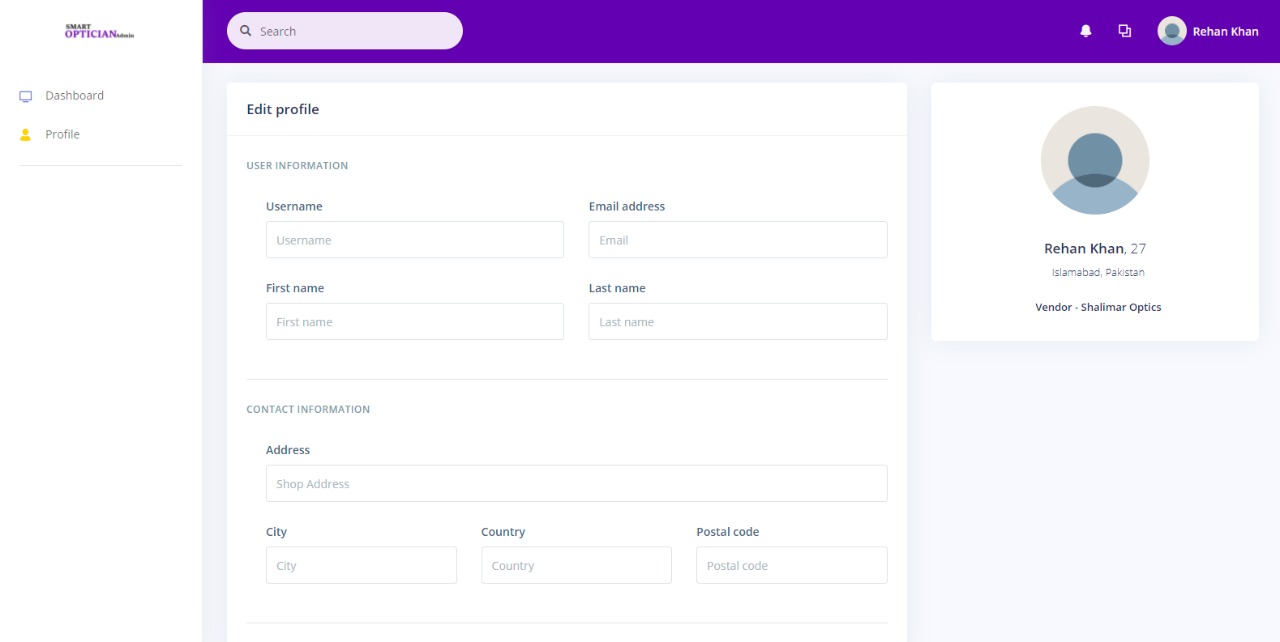 SMART
OPTICIAN Admin
Search
Rehan Khan
Dashboard
Profile
Edit profile
USER INFORMATION
Username
Email address
Username
Email
First name
Last name
First name
Last name
CONTACT INFORMATION
Address
Shop Address
City
Country
Postal code
City
Country
Postal code
Rehan Khan, 27
Islamabad, Pakistan
Vendor - Shalimar Optics